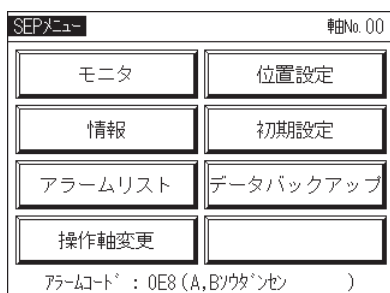 SEPﾒﾆｭｰ 軸No. 00
モニタ 位置設定
情報 初期設定
アラームリスト データバックアップ
操作軸変更
ｱﾗｰﾑｺｰﾄﾞ : 0E8 (A,Bｿｳﾀﾞﾝｾﾝ )